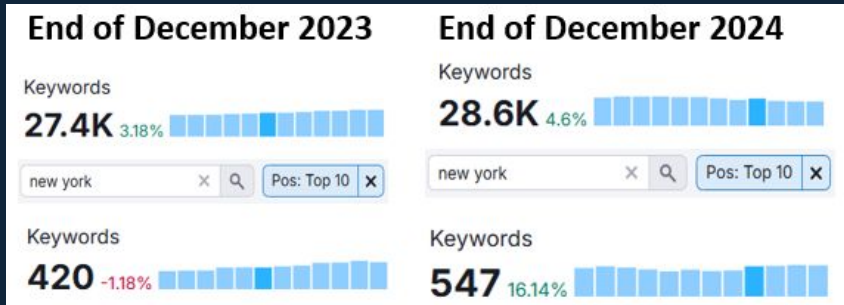 End of December 2023
Keywords
27.4K 3.18%
new york × Pos: Top 10 ×
Keywords
420 -1.18%
End of December 2024
Keywords
28.6K 4.6%
new york × Pos: Top 10 ×
Keywords
547 16.14%